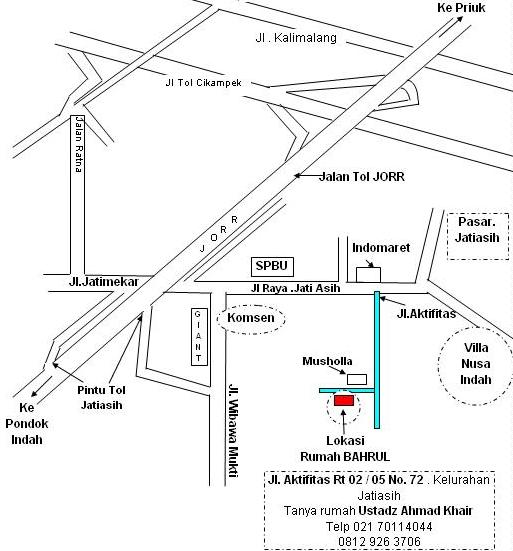 Ke Priuk
Jl . Kalimalang
Jl Tol Cikampek
Jalan Ratna
Jalan Tol JORR
JORR
SPBU
Indomaret
Pasar.
Jatiasih
Jl.Jatimekar
Jl Raya .Jati Asih
GIANT
Komsen
Jl.Aktifitas
Musholla
Villa
Nusa
Indah
Pintu Tol
Jatiasih
Ke
Pondok
Indah
Jl. Wibawa Mukti
Lokasi
Rumah BAHRUL
Jl. Aktifitas Rt 02 / 05 No. 72 . Kelurahan
Jatiasih
Tanya rumah Ustadz Ahmad Khair
Telp 021 70114044
0812 926 3706